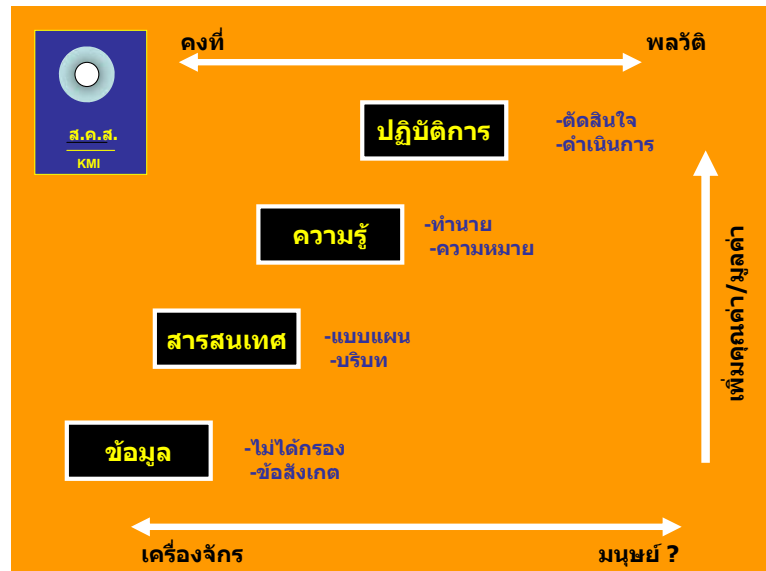 คงที่
พลวัติ
ส.ค.ส.
KMI
ปฏิบัติการ
-ตัดสินใจ
-ดำเนินการ
ความรู้
-ทำนาย
-ความหมาย
สารสนเทศ
-แบบแผน
-บริบท
ข้อมูล
-ไม่ได้กรอง
-ข้อสังเกต
เพิ่มคุณค่า/มูลค่า
เครื่องจักร
มนุษย์ ?